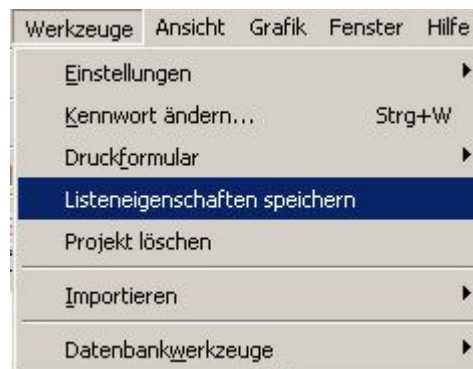 Werkzeuge Ansicht Grafik Fenster Hilfe
Einstellungen
Kennwort ändern... Strg+W
Druckformular
Listeneigenschaften speichern
Projekt löschen
Importieren
Datenbankwerkzeuge